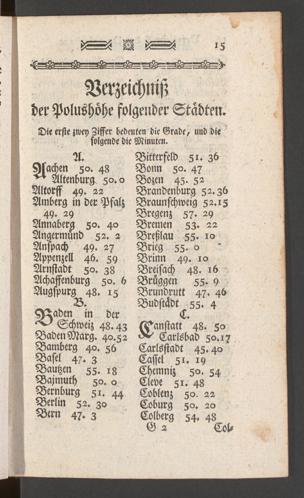 15
Verzeichniß
der Polushöhe folgender Städten.
Die erste zwey Ziffer bedeuten die Grade, und die
folgende die Minuten.
A.
Aachen 50. 48
Altenburg 50. 0
Altorff 49. 22
Amberg in der Pfalz
49. 29
Annaberg 50. 40
Angermünd 52. 2
Anspach 49. 27
Appenzell 46. 59
Arnstadt 50. 38
Aschaffenburg 50. 6
Augspurg 48. 15
B.
Baden in der
Schweiz 48. 43
Baden Marg. 40. 52
Bamberg 40. 56
Basel 47. 3
Bautzen 55. 18
Bajmuth 50. 0
Bernburg 51. 44
Berlin 52. 30
Bern 47. 3
Bitterfeld 51. 36
Bonn 50. 47
Bozen 45. 52
Brandenburg 52. 36
Braunschweig 52. 15
Bregenz 57. 29
Bremen 53. 22
Breßlau 55. 10
Brieg 55. 0
Brinn 49. 10
Breisach 48. 16
Brüggen 55. 9
Brundrutt 47. 46
Budstädt 55. 4
C.
Canstatt 48. 50
Carlsbad 50. 17
Carlstadt 45. 40
Cassel 51. 19
Chemniz 50. 54
Cleve 51. 48
Coblenz 50. 22
Coburg 50. 20
Colberg 54. 48
G 2 Col-